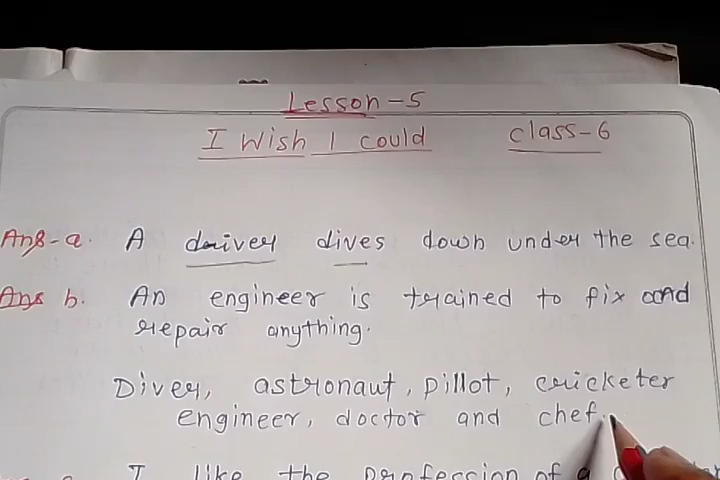 Lesson-5
I Wish I could class-6
Ans-a. A driver dives down under the sea.
Ans b. An engineer is trained to fix and
repair anything.
Diver, astronaut, pillot, cricketer
engineer, doctor and chef.
I like the profession of a